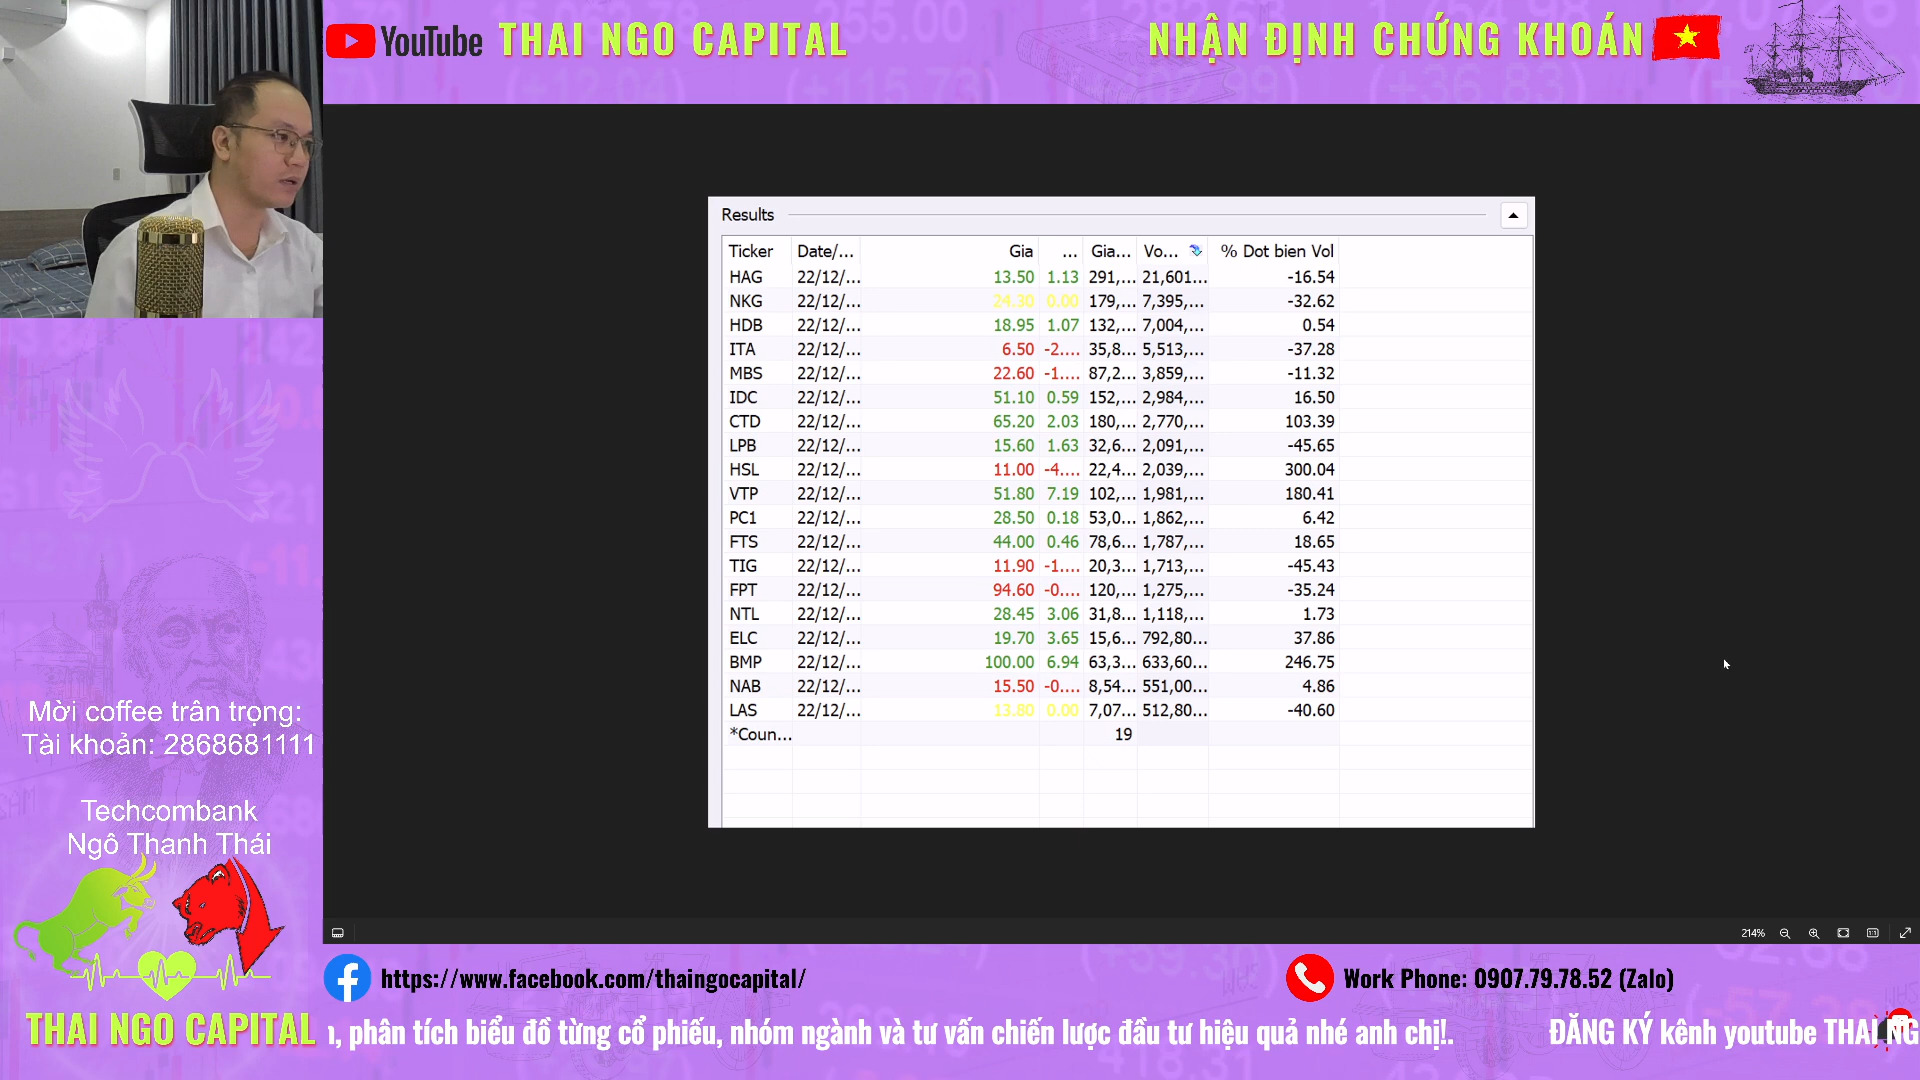 YouTube THAI NGO CAPITAL
NHẬN ĐỊNH CHỨNG KHOÁN
Results
Ticker Date/... Gia ... Gia... Vo... % Dot bien Vol
HAG 22/12/... 13.50 1.13 291,... 21,601... -16.54
NKG 22/12/... 24.30 0.00 179,... 7,395,... -32.62
HDB 22/12/... 18.95 1.07 132,... 7,004,... 0.54
ITA 22/12/... 6.50 -2.... 35,8... 5,513,... -37.28
MBS 22/12/... 22.60 -1.... 87,2... 3,859,... -11.32
IDC 22/12/... 51.10 0.59 152,... 2,984,... 16.50
CTD 22/12/... 65.20 2.03 180,... 2,770,... 103.39
LPB 22/12/... 15.60 1.63 32,6... 2,091,... -45.65
HSL 22/12/... 11.00 -4.... 22,4... 2,039,... 300.04
VTP 22/12/... 51.80 7.19 102,... 1,981,... 180.41
PC1 22/12/... 28.50 0.18 53,0... 1,862,... 6.42
FTS 22/12/... 44.00 0.46 78,6... 1,787,... 18.65
TIG 22/12/... 11.90 -1.... 20,3... 1,713,... -45.43
FPT 22/12/... 94.60 -0.... 120,... 1,275,... -35.24
NTL 22/12/... 28.45 3.06 31,8... 1,118,... 1.73
ELC 22/12/... 19.70 3.65 15,6... 792,80... 37.86
BMP 22/12/... 100.00 6.94 63,3... 633,60... 246.75
NAB 22/12/... 15.50 -0.... 8,54... 551,00... 4.86
LAS 22/12/... 13.80 0.00 7,07... 512,80... -40.60
*Coun... 19
Mời coffee trân trọng:
Tài khoản: 2868681111
Techcombank
Ngô Thanh Thái
THAI NGO CAPITAL
214%
https://www.facebook.com/thaingocapital/
Work Phone: 0907.79.78.52 (Zalo)
, phân tích biểu đồ từng cổ phiếu, nhóm ngành và tư vấn chiến lược đầu tư hiệu quả nhé anh chị!. ĐĂNG KÝ kênh youtube THAI NG